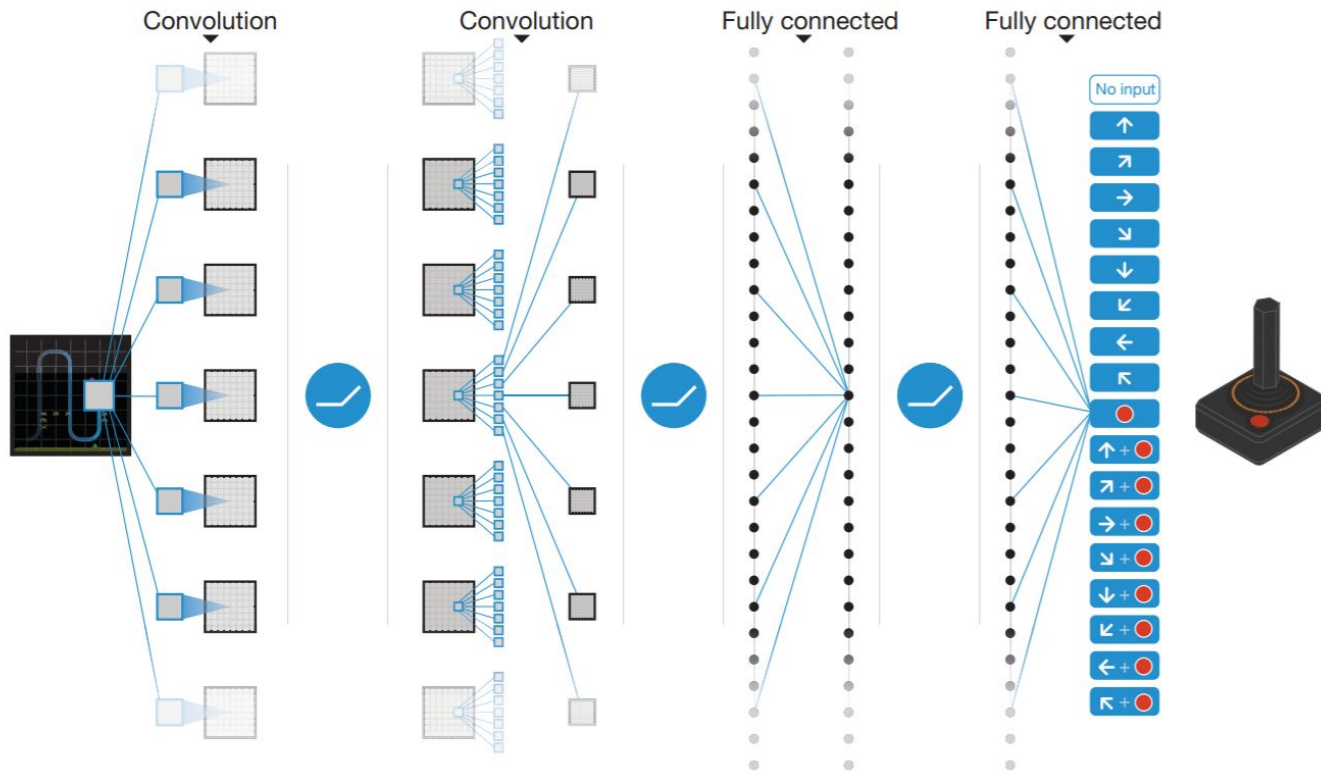 Convolution
Convolution
Fully connected
Fully connected
No input
+
+
+
+
+
+
+
+